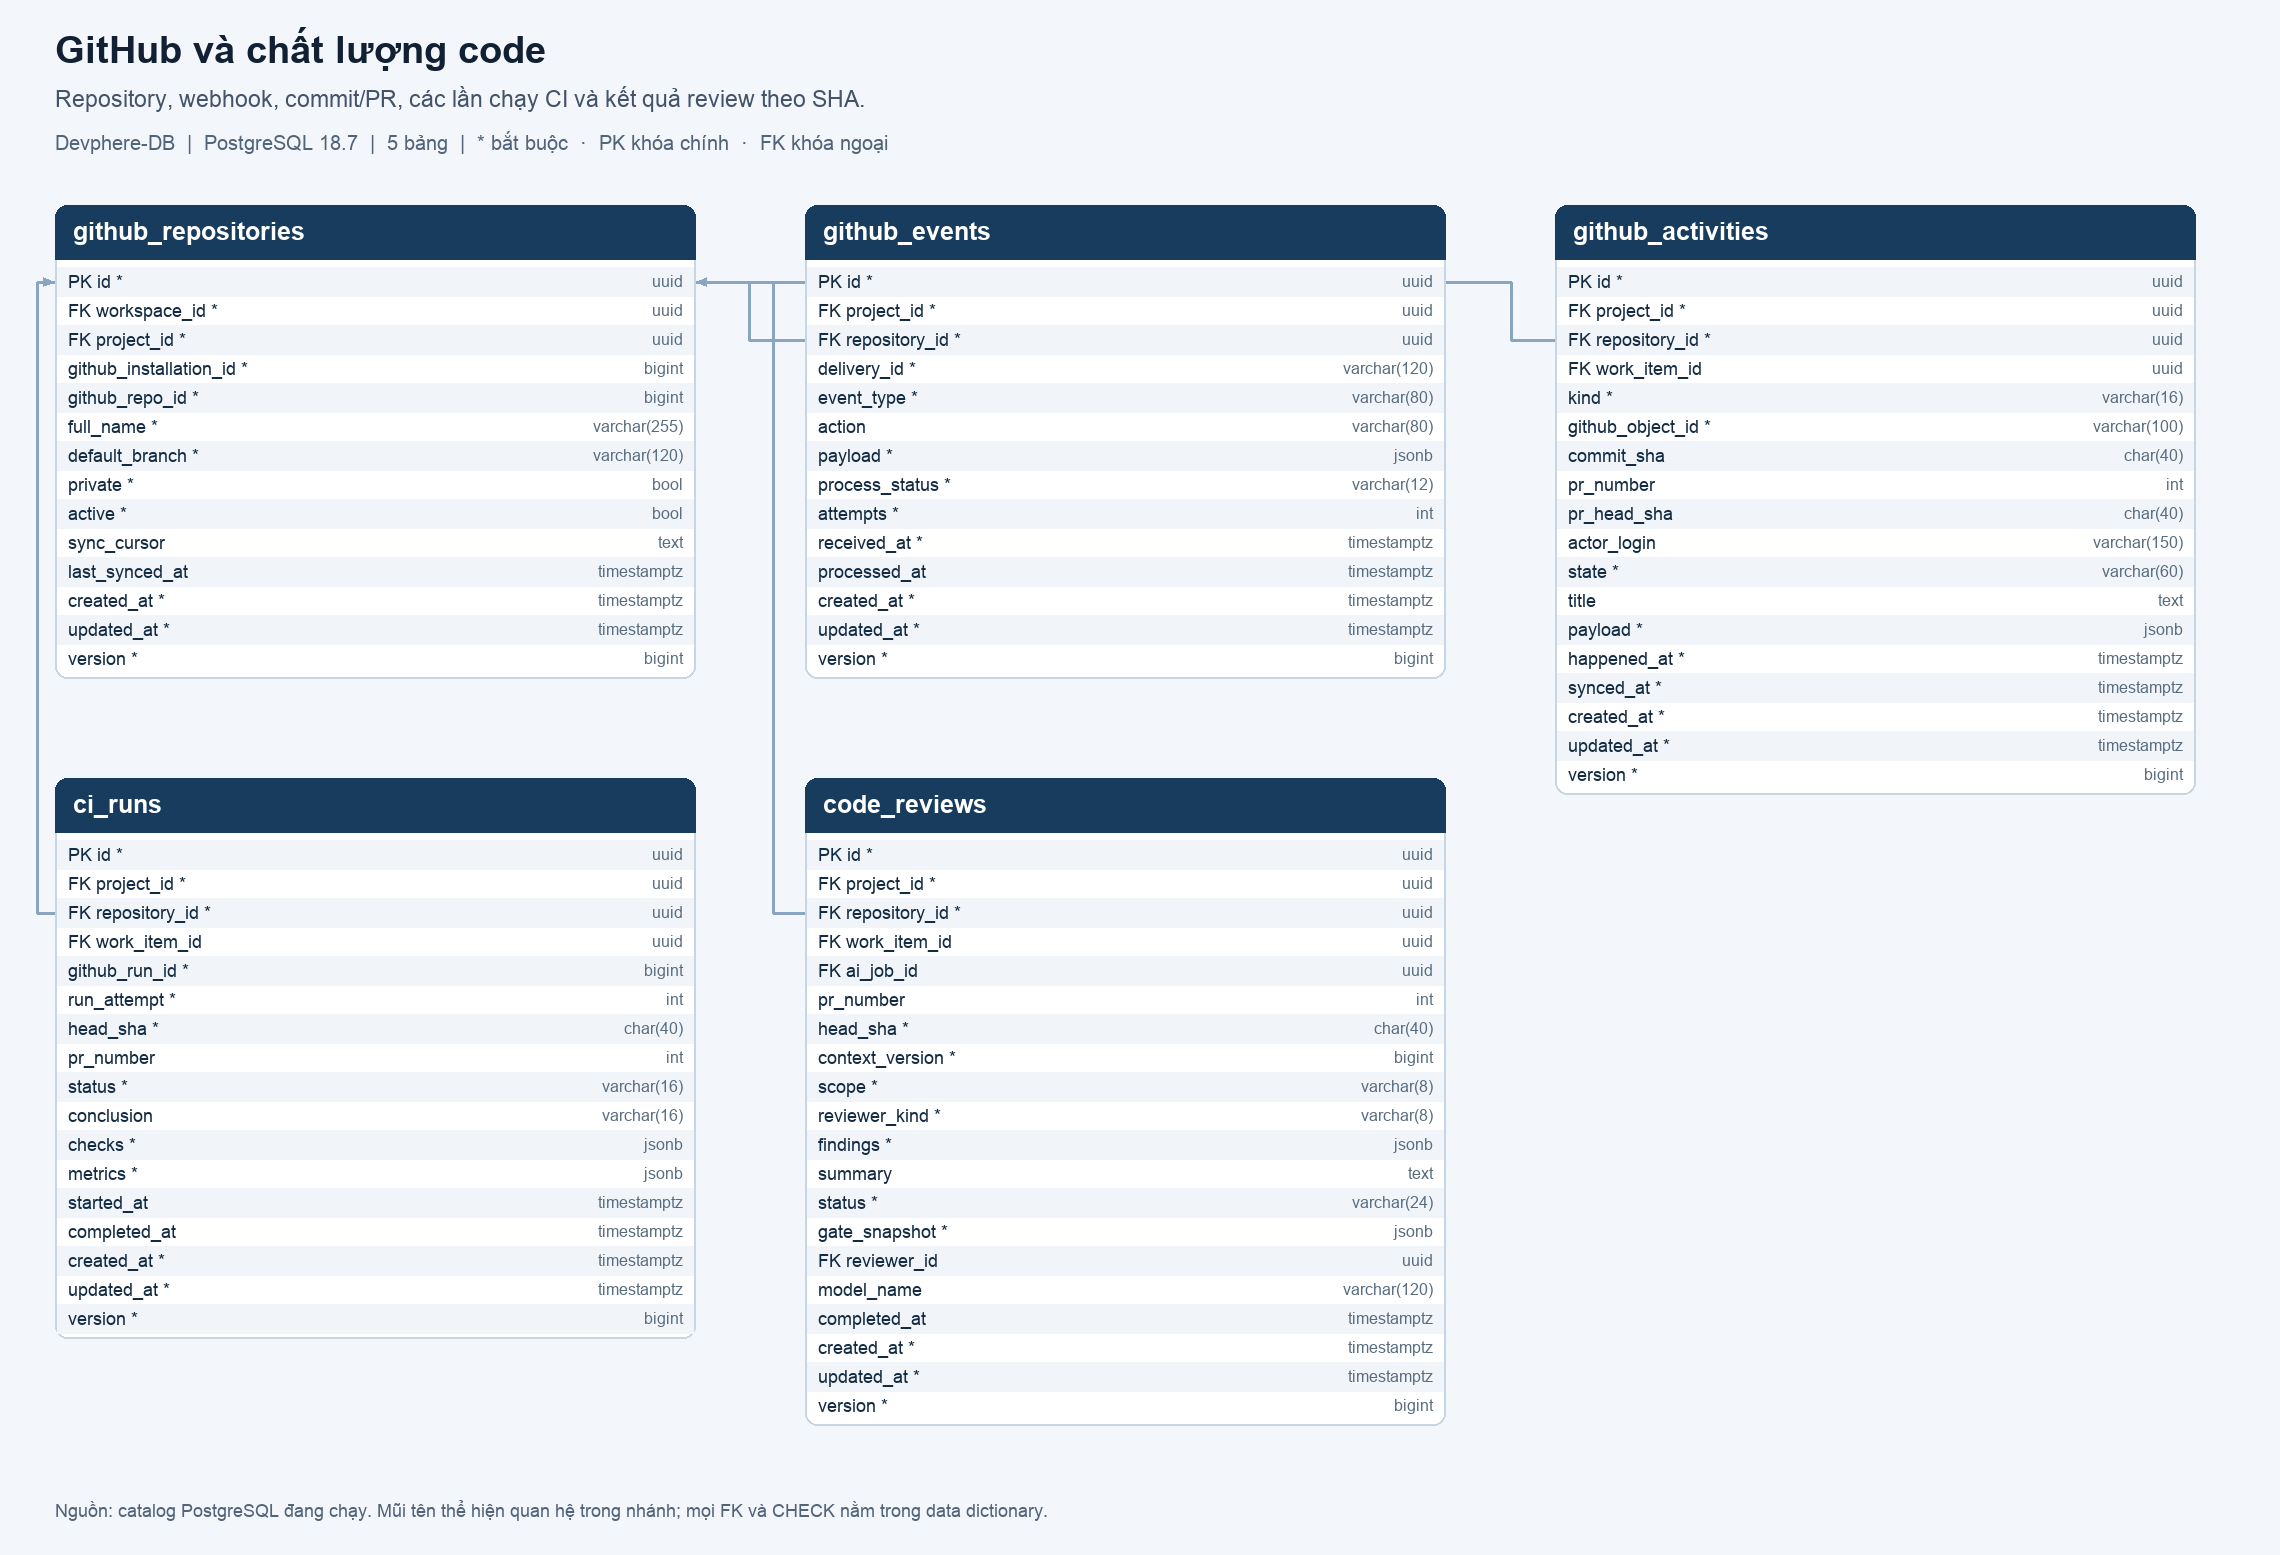 GitHub và chất lượng code
Repository, webhook, commit/PR, các lần chạy CI và kết quả review theo SHA.
Devphere-DB | PostgreSQL 18.7 | 5 bảng | * bắt buộc · PK khóa chính · FK khóa ngoại
github_repositories
PK id * uuid
FK workspace_id * uuid
FK project_id * uuid
github_installation_id * bigint
github_repo_id * bigint
full_name * varchar(255)
default_branch * varchar(120)
private * bool
active * bool
sync_cursor text
last_synced_at timestamptz
created_at * timestamptz
updated_at * timestamptz
version * bigint
github_events
PK id * uuid
FK project_id * uuid
FK repository_id * uuid
delivery_id * varchar(120)
event_type * varchar(80)
action varchar(80)
payload * jsonb
process_status * varchar(12)
attempts * int
received_at * timestamptz
processed_at timestamptz
created_at * timestamptz
updated_at * timestamptz
version * bigint
github_activities
PK id * uuid
FK project_id * uuid
FK repository_id * uuid
FK work_item_id uuid
kind * varchar(16)
github_object_id * varchar(100)
commit_sha char(40)
pr_number int
pr_head_sha char(40)
actor_login varchar(150)
state * varchar(60)
title text
payload * jsonb
happened_at * timestamptz
synced_at * timestamptz
created_at * timestamptz
updated_at * timestamptz
version * bigint
ci_runs
PK id * uuid
FK project_id * uuid
FK repository_id * uuid
FK work_item_id uuid
github_run_id * bigint
run_attempt * int
head_sha * char(40)
pr_number int
status * varchar(16)
conclusion varchar(16)
checks * jsonb
metrics * jsonb
started_at timestamptz
completed_at timestamptz
created_at * timestamptz
updated_at * timestamptz
version * bigint
code_reviews
PK id * uuid
FK project_id * uuid
FK repository_id * uuid
FK work_item_id uuid
FK ai_job_id uuid
pr_number int
head_sha * char(40)
context_version * bigint
scope * varchar(8)
reviewer_kind * varchar(8)
findings * jsonb
summary text
status * varchar(24)
gate_snapshot * jsonb
FK reviewer_id uuid
model_name varchar(120)
completed_at timestamptz
created_at * timestamptz
updated_at * timestamptz
version * bigint
Nguồn: catalog PostgreSQL đang chạy. Mũi tên thể hiện quan hệ trong nhánh; mọi FK và CHECK nằm trong data dictionary.